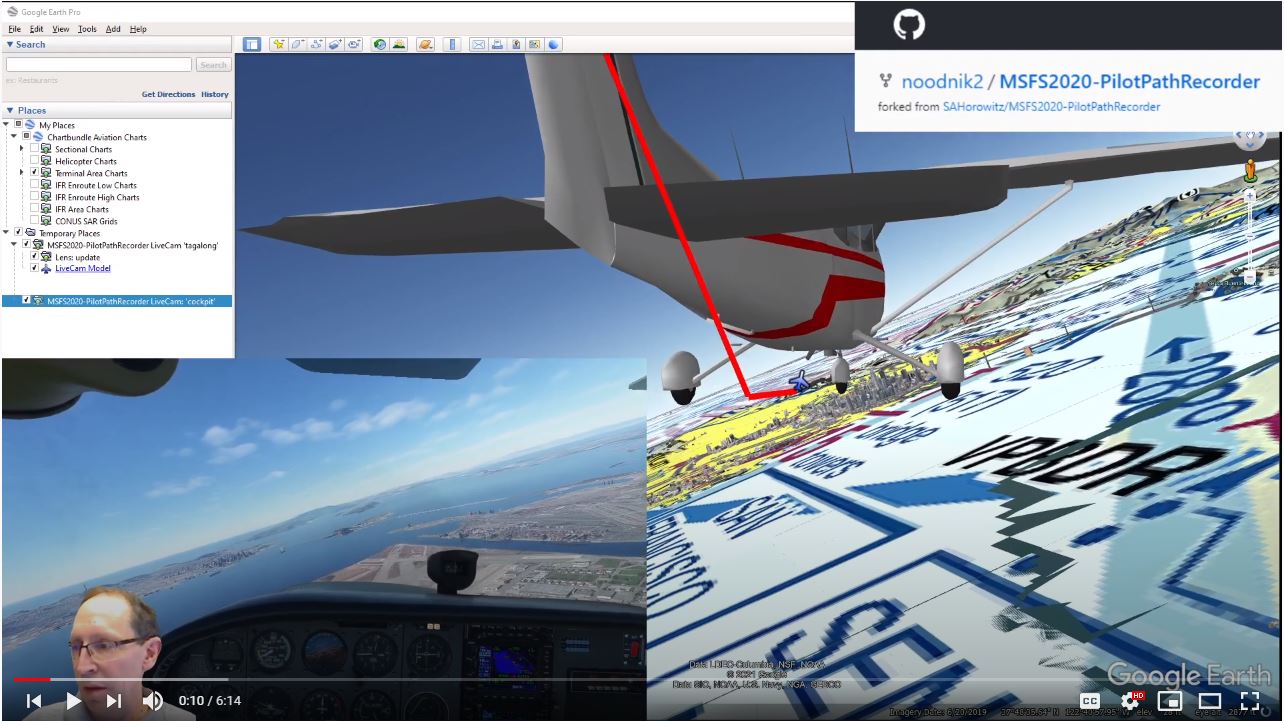 Google Earth Pro
File Edit View Tools Add Help
Search
Search
ex: Restaurants
Get Directions History
Places
My Places
Chartbundle Aviation Charts
Sectional Charts
Helicopter Charts
Terminal Area Charts
IFR Enroute Low Charts
IFR Enroute High Charts
IFR Area Charts
CONUS SAR Grids
Temporary Places
MSFS2020-PilotPathRecorder LiveCam 'tagalong'
Lens: update
LiveCam Model
MSFS2020-PilotPathRecorder LiveCam: 'cockpit'
noodnik2 / MSFS2020-PilotPathRecorder
forked from SAHorowitz/MSFS2020-PilotPathRecorder
N
VPBDR
SAN
Data LDEO-Columbia, NSF, NOAA
© 2021 Google
Data SIO, NOAA, U.S. Navy, NGA, GEBCO
Google Earth
0:10 / 6:14
CC
HD
Imagery Date: 6/20/2019